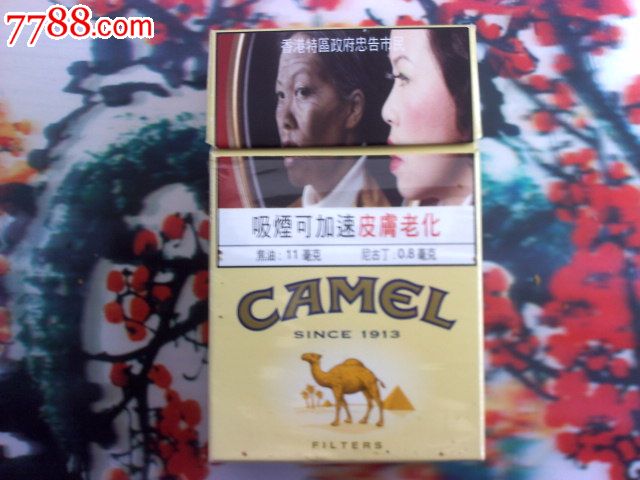 7788.com
香港特區政府忠告市民
吸煙可加速皮膚老化
焦油:11毫克 尼古丁:0.8毫克
CAMEL
SINCE 1913
FILTERS